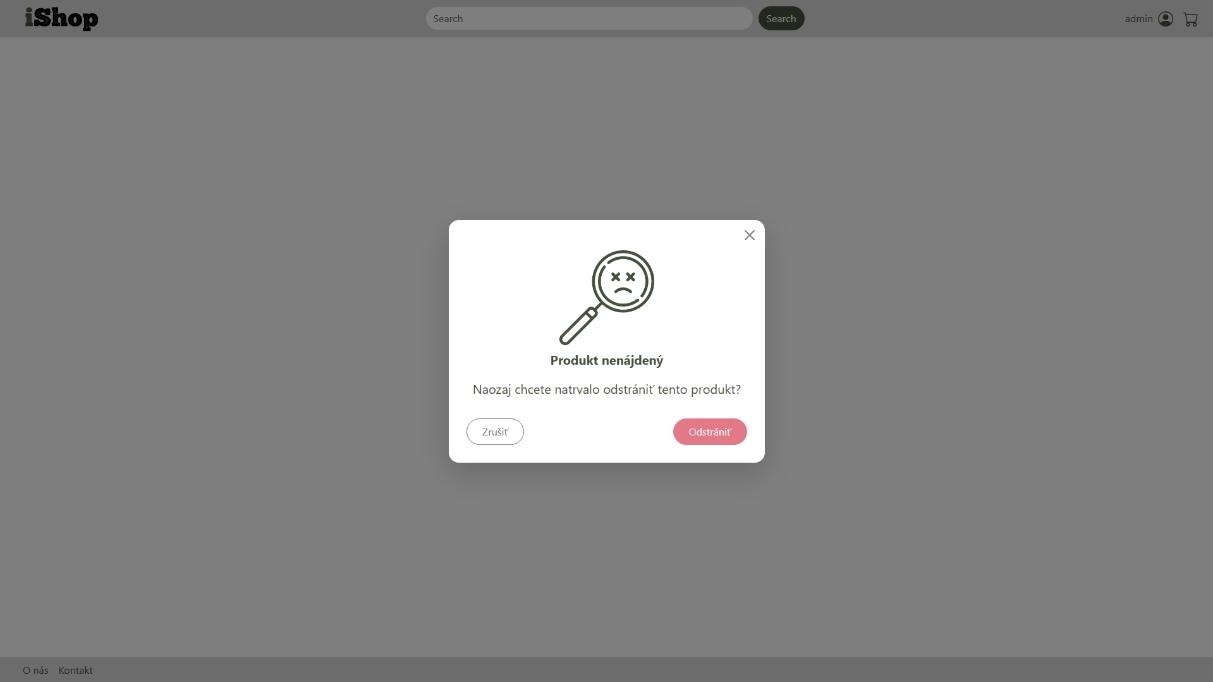 iShop
Search
Search
admin
Produkt nenájdený
Naozaj chcete natrvalo odstrániť tento produkt?
Zrušiť
Odstrániť
O nás
Kontakt